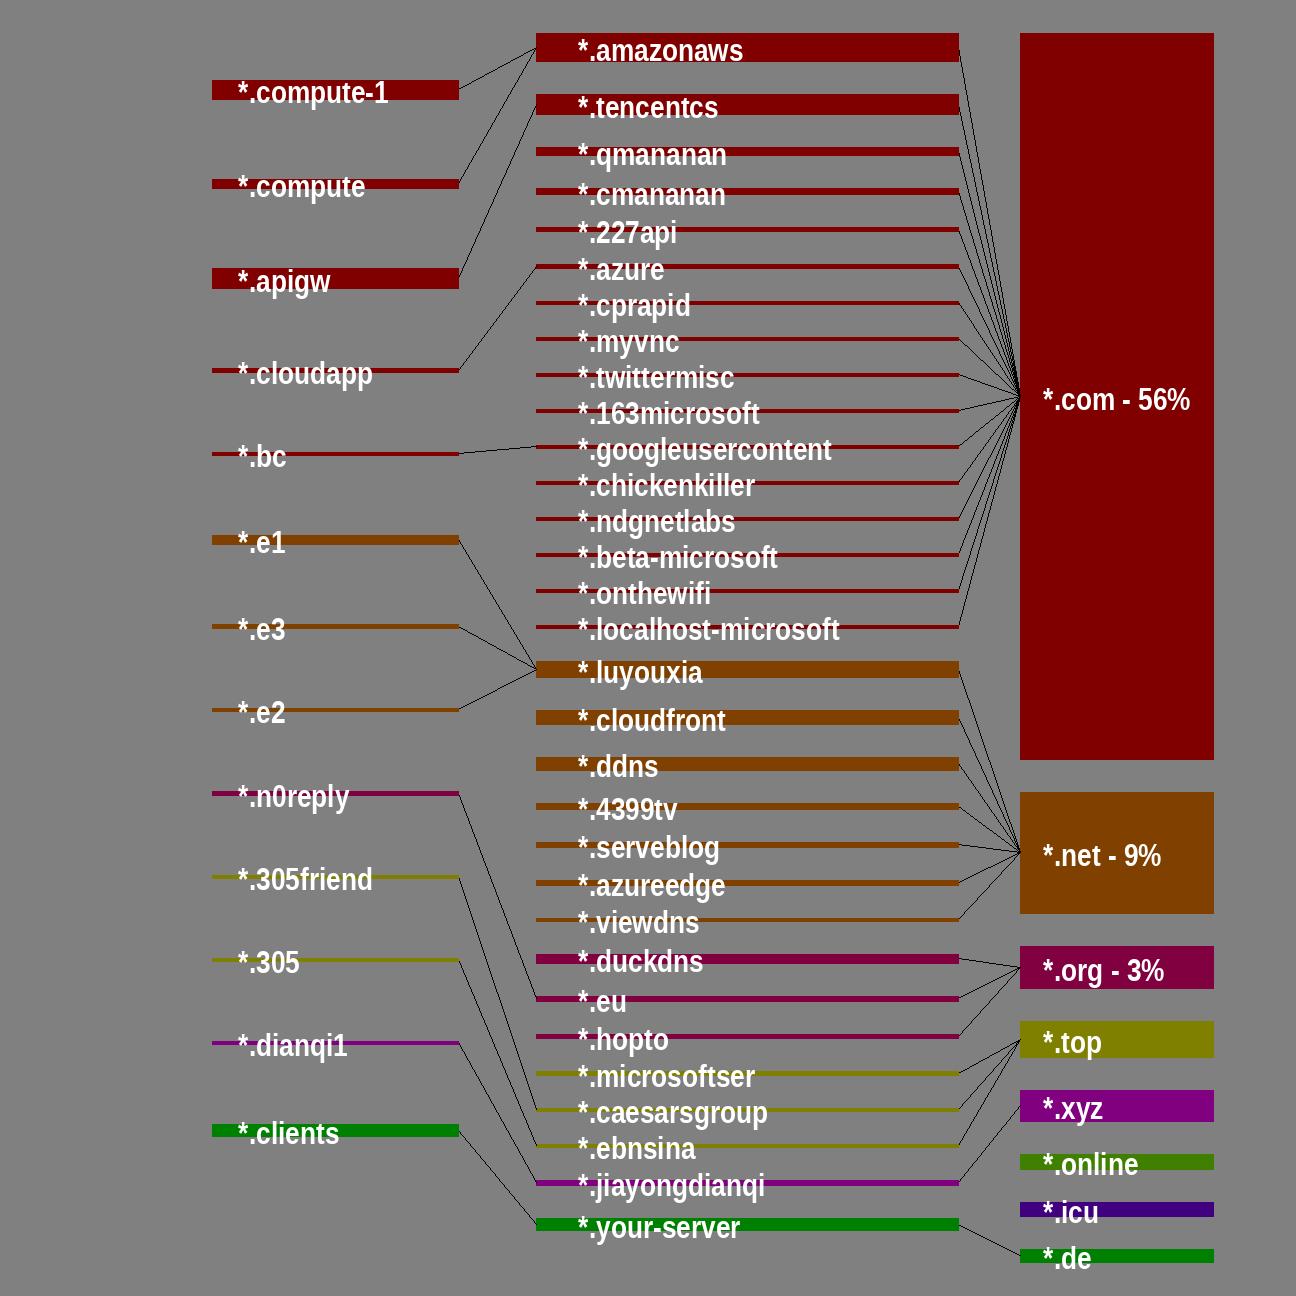 *.compute-1
*.compute
*.apigw
*.cloudapp
*.bc
*.e1
*.e3
*.e2
*.n0reply
*.305friend
*.305
*.dianqi1
*.clients
*.amazonaws
*.tencentcs
*.qmananan
*.cmananan
*.227api
*.azure
*.cprapid
*.myvnc
*.twittermisc
*.163microsoft
*.googleusercontent
*.chickenkiller
*.ndgnetlabs
*.beta-microsoft
*.onthewifi
*.localhost-microsoft
*.luyouxia
*.cloudfront
*.ddns
*.4399tv
*.serveblog
*.azureedge
*.viewdns
*.duckdns
*.eu
*.hopto
*.microsoftser
*.caesarsgroup
*.ebnsina
*.jiayongdianqi
*.your-server
*.com - 56%
*.net - 9%
*.org - 3%
*.top
*.xyz
*.online
*.icu
*.de